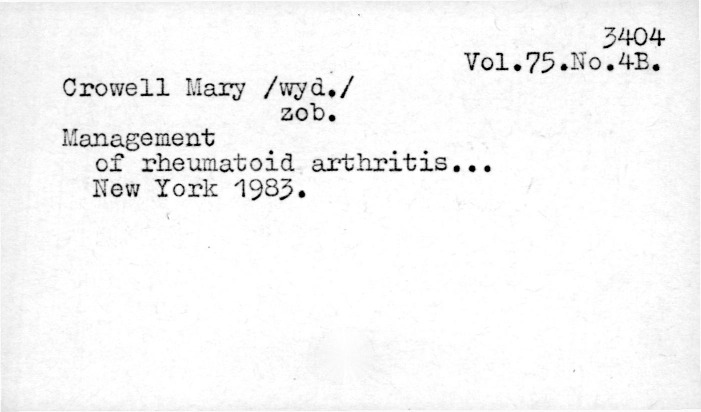 3404
Vol.75.No.4B.
Crowell Mary /wyd./
zob.
Management
of rheumatoid arthritis...
New York 1983.